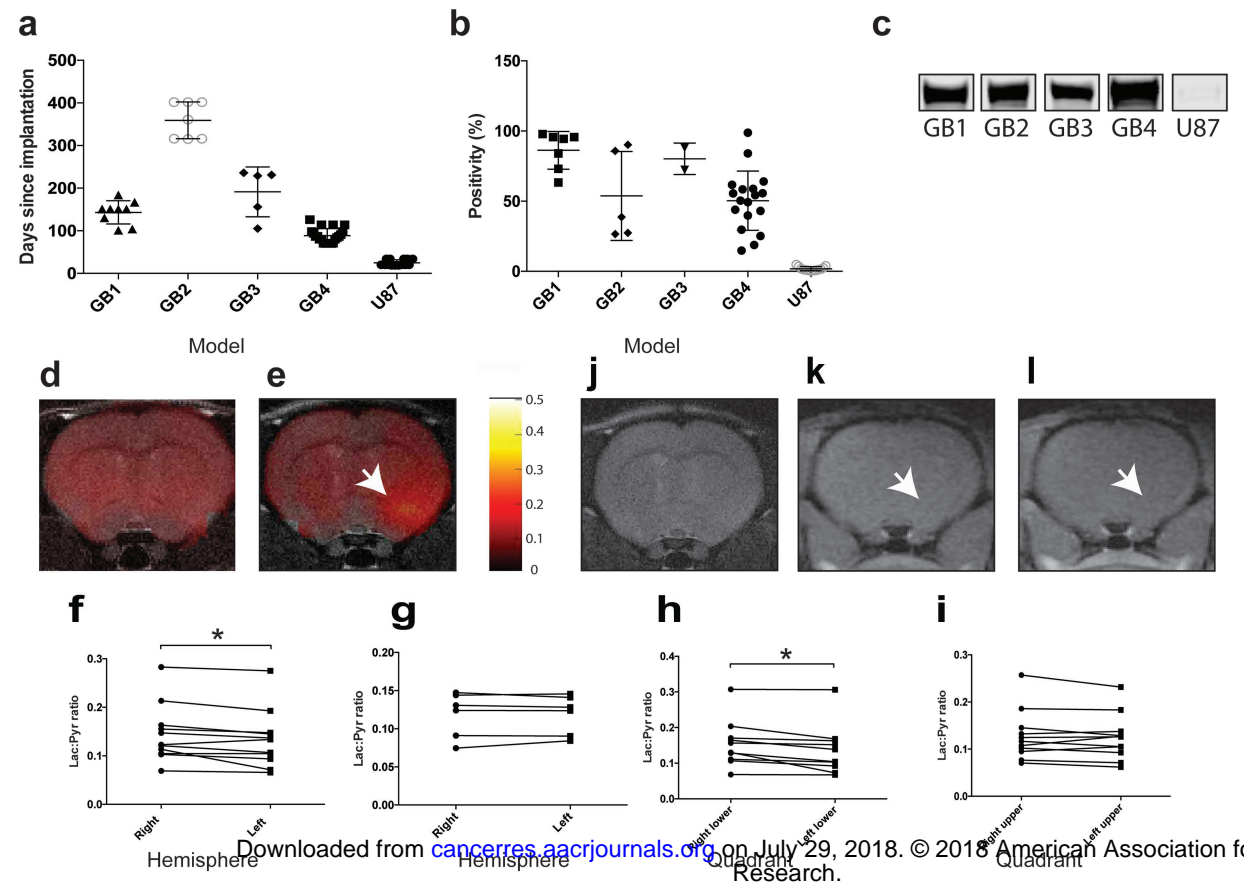 a
Days since implantation
500
400
300
200
100
0
GB1
GB2
GB3
GB4
U87
Model
b
Positivity (%)
150
100
50
0
GB1
GB2
GB3
GB4
U87
Model
c
GB1 GB2 GB3 GB4 U87
d
e
0.5
0.4
0.3
0.2
0.1
0
j
k
l
f
*
Lac:Pyr ratio
0.3
0.2
0.1
0.0
Right
Left
Hemisphere
g
Lac:Pyr ratio
0.20
0.15
0.10
0.05
0.00
Right
Left
Hemisphere
h
*
Lac:Pyr ratio
0.4
0.3
0.2
0.1
0.0
Right lower
Left lower
Quadrant
i
Lac:Pyr ratio
0.3
0.2
0.1
0.0
Right upper
Left upper
Quadrant
Downloaded from cancerres.aacrjournals.org on July 29, 2018. © 2018 American Association fo
Research.